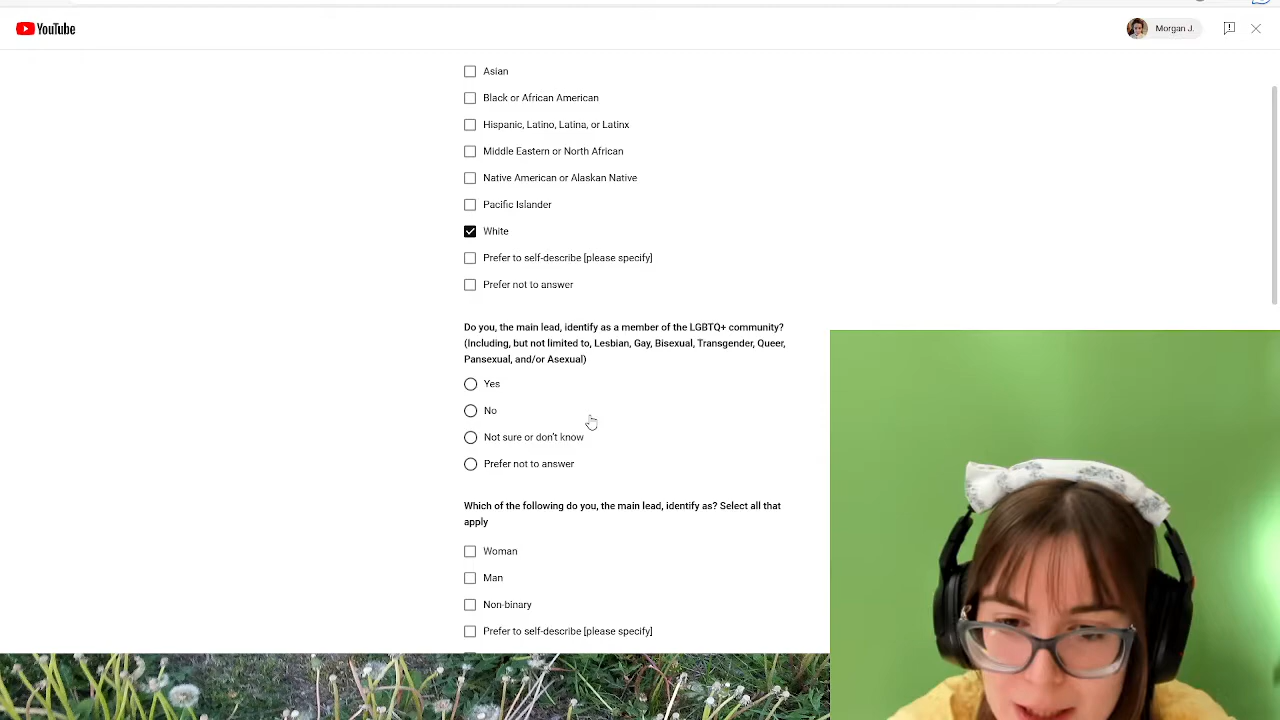 YouTube
Morgan J.
Asian
Black or African American
Hispanic, Latino, Latina, or Latinx
Middle Eastern or North African
Native American or Alaskan Native
Pacific Islander
White
Prefer to self-describe [please specify]
Prefer not to answer
Do you, the main lead, identify as a member of the LGBTQ+ community?
(Including, but not limited to, Lesbian, Gay, Bisexual, Transgender, Queer,
Pansexual, and/or Asexual)
Yes
No
Not sure or don't know
Prefer not to answer
Which of the following do you, the main lead, identify as? Select all that
apply
Woman
Man
Non-binary
Prefer to self-describe [please specify]